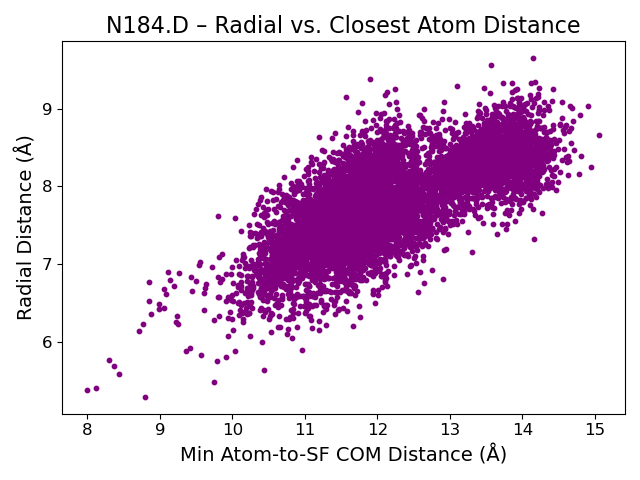 N184.D – Radial vs. Closest Atom Distance
Radial Distance (Å)
9
8
7
6
8 9 10 11 12 13 14 15
Min Atom-to-SF COM Distance (Å)